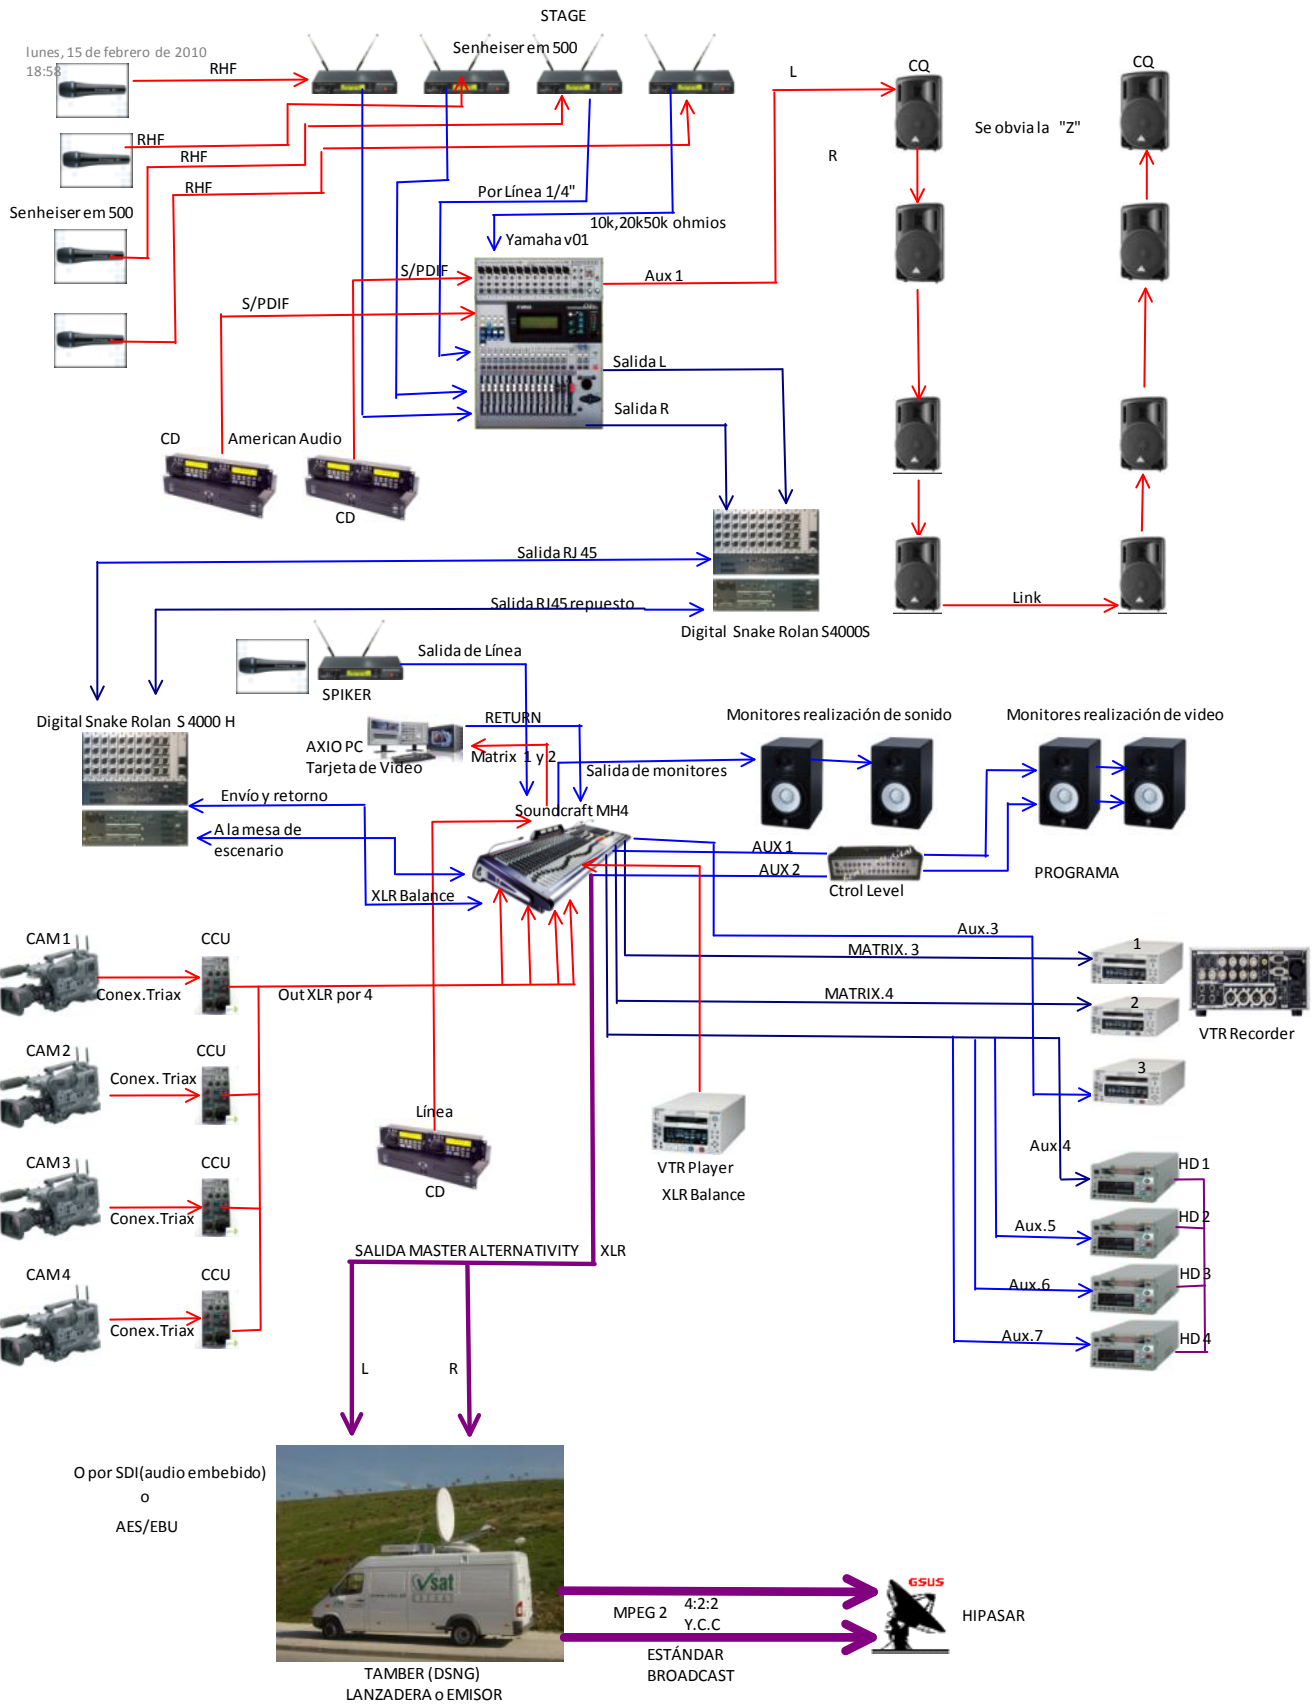 STAGE
lunes, 15 de febrero de 2010
18:58
Senheiser em 500
RHF
RHF
RHF
RHF
Senheiser em 500
L
R
CQ
CQ
Se obvia la "Z"
Por Línea 1/4"
10k,20k50k ohmios
Yamaha v01
S/PDIF
S/PDIF
Aux 1
Salida L
Salida R
CD
American Audio
CD
Salida RJ 45
Salida RJ45 repuesto
Digital Snake Rolan S4000S
Link
Salida de Línea
SPIKER
Digital Snake Rolan S 4000 H
RETURN
AXIO PC
Tarjeta de Video
Matrix 1 y 2
Monitores realización de sonido
Monitores realización de video
Salida de monitores
Envío y retorno
Soundcraft MH4
A la mesa de
escenario
XLR Balance
AUX 1
AUX 2
Ctrol Level
PROGRAMA
Aux.3
MATRIX. 3
MATRIX.4
1
2
3
VTR Recorder
CAM 1
CCU
Conex.Triax
Out XLR por 4
CAM 2
CCU
Conex. Triax
Línea
CD
VTR Player
XLR Balance
Aux.4
HD 1
CAM 3
CCU
Conex.Triax
Aux.5
HD 2
SALIDA MASTER ALTERNATIVITY
XLR
CAM 4
CCU
Conex.Triax
Aux.6
HD 3
Aux.7
HD 4
L
R
O por SDI(audio embebido)
o
AES/EBU
Vsat
GSUS
MPEG 2
4:2:2
Y.C.C
HIPASAR
ESTÁNDAR
BROADCAST
TAMBER (DSNG)
LANZADERA o EMISOR